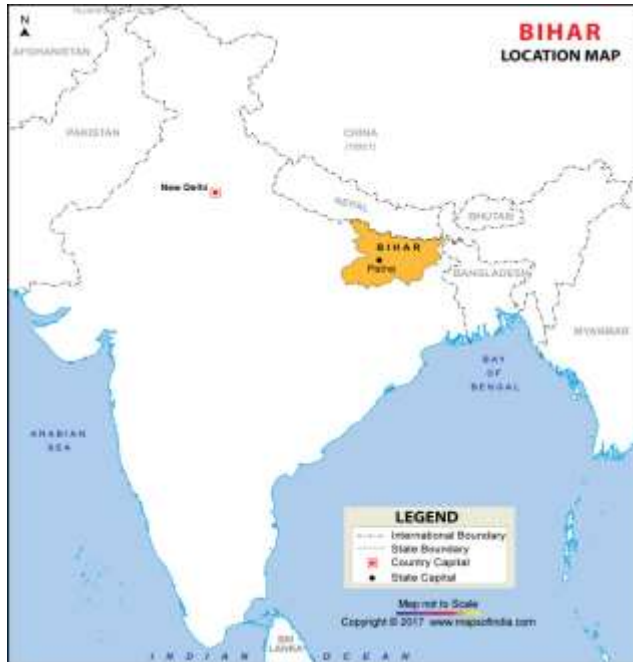 N
BIHAR
LOCATION MAP
AFGHANISTAN
PAKISTAN
CHINA
New Delhi
NEPAL
BHUTAN
BIHAR
Patna
BANGLADESH
MYANMAR
BAY
OF
BENGAL
ARABIAN
SEA
LEGEND
International Boundary
State Boundary
Country Capital
State Capital
Map not to Scale
Copyright © 2017 www.mapsofindia.com
SRI
LANKA
INDIAN OCEAN